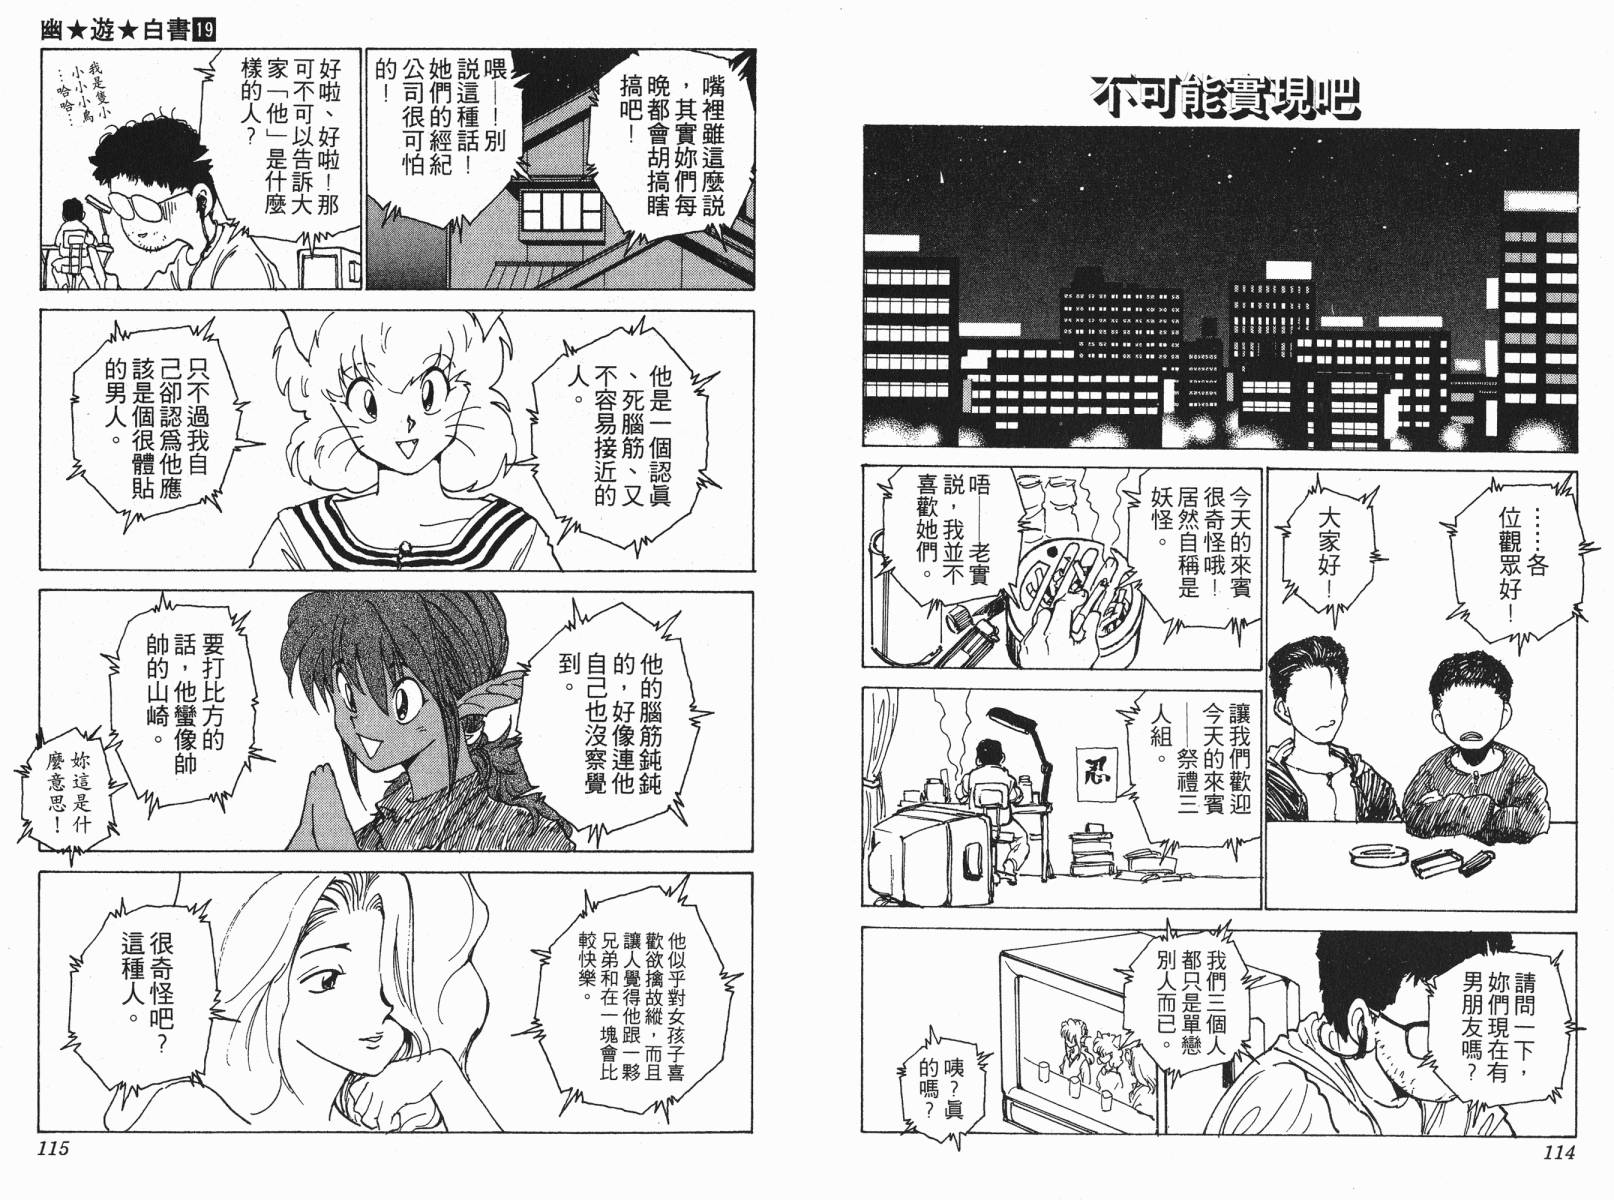 不可能實現吧
……各
位觀眾好！
大家好！
今天的來賓
很奇怪哦！
居然自稱是
妖怪。
唔——老實
說，我並不
喜歡她們。
讓我們歡迎
今天的來賓
——祭禮三
人組。
忍
請問一下，
妳們現在有
男朋友嗎？
我們三個人
都只是單戀
別人而已。
咦？眞
的嗎？
114
幽★遊★白書19
嘴裡雖這麼説
，其實妳們每
晚都會胡搞瞎
搞吧！
喂——！別
説這種話！
她們的經紀
公司很可怕
的！
好啦、好啦！那
可不可以告訴大
家「他」是什麼
樣的人？
我是隻小
小小小鳥
…哈哈…
他是一個認眞
、死腦筋、又
不容易接近的
人。
只不過我自
己卻認爲他應
該是個很體貼
的男人。
他的腦筋鈍鈍
的，好像連他
自己也沒察覺
到。
要打比方的
話，他蠻像帥
帥的山崎。
妳這是什
麼意思！
他似乎對女孩子喜
歡欲擒故縱，而且
讓人覺得他跟一夥
兄弟和在一塊會比
較快樂。
很奇怪吧？
這種人。
115